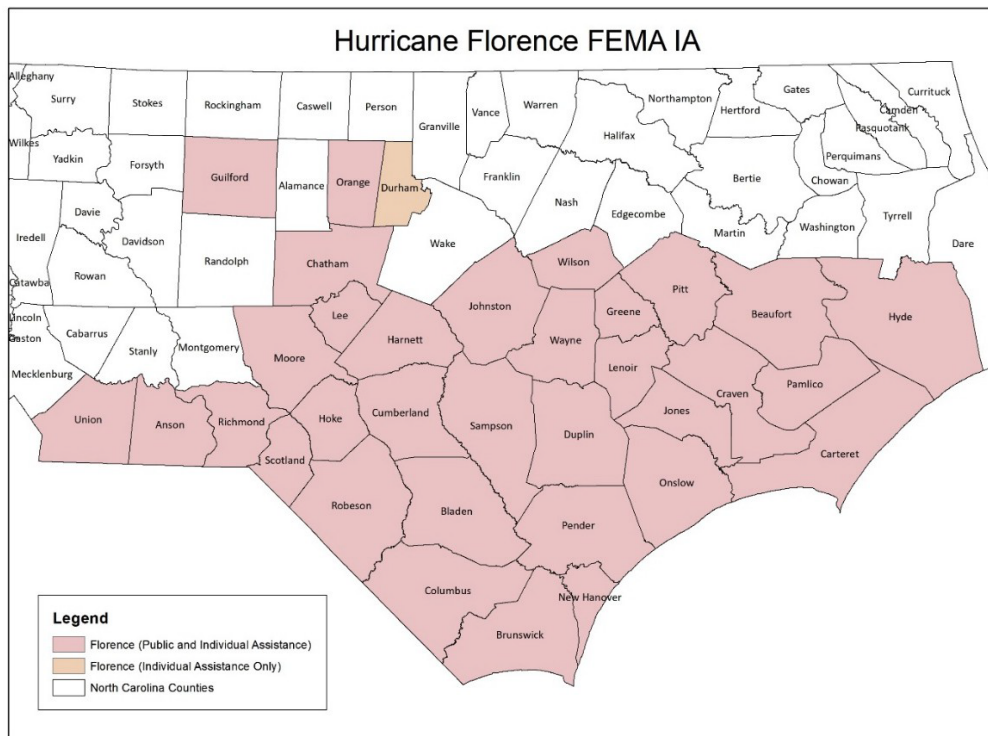 Hurricane Florence FEMA IA
Alleghany
Surry
Stokes
Rockingham
Caswell
Person
Granville
Vance
Warren
Northampton
Hertford
Gates
Camden
Currituck
Pasquotank
Perquimans
Wilkes
Yadkin
Forsyth
Guilford
Alamance
Orange
Durham
Franklin
Halifax
Bertie
Chowan
Iredell
Davie
Davidson
Randolph
Chatham
Wake
Nash
Edgecombe
Martin
Washington
Tyrrell
Dare
Catawba
Rowan
Lee
Johnston
Wilson
Greene
Pitt
Beaufort
Hyde
Lincoln
Gaston
Cabarrus
Stanly
Montgomery
Moore
Harnett
Wayne
Lenoir
Craven
Pamlico
Mecklenburg
Union
Anson
Richmond
Hoke
Cumberland
Sampson
Duplin
Jones
Carteret
Scotland
Robeson
Bladen
Pender
Onslow
Columbus
New Hanover
Brunswick
Legend
Florence (Public and Individual Assistance)
Florence (Individual Assistance Only)
North Carolina Counties